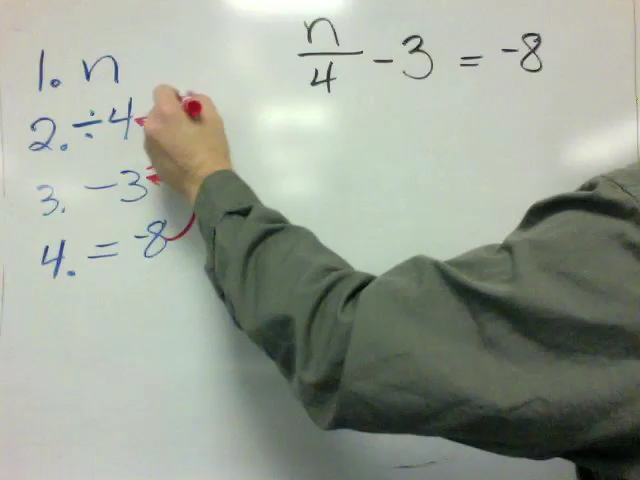 n/4 - 3 = -8
1. n
2. ÷4
3. -3
4. = -8